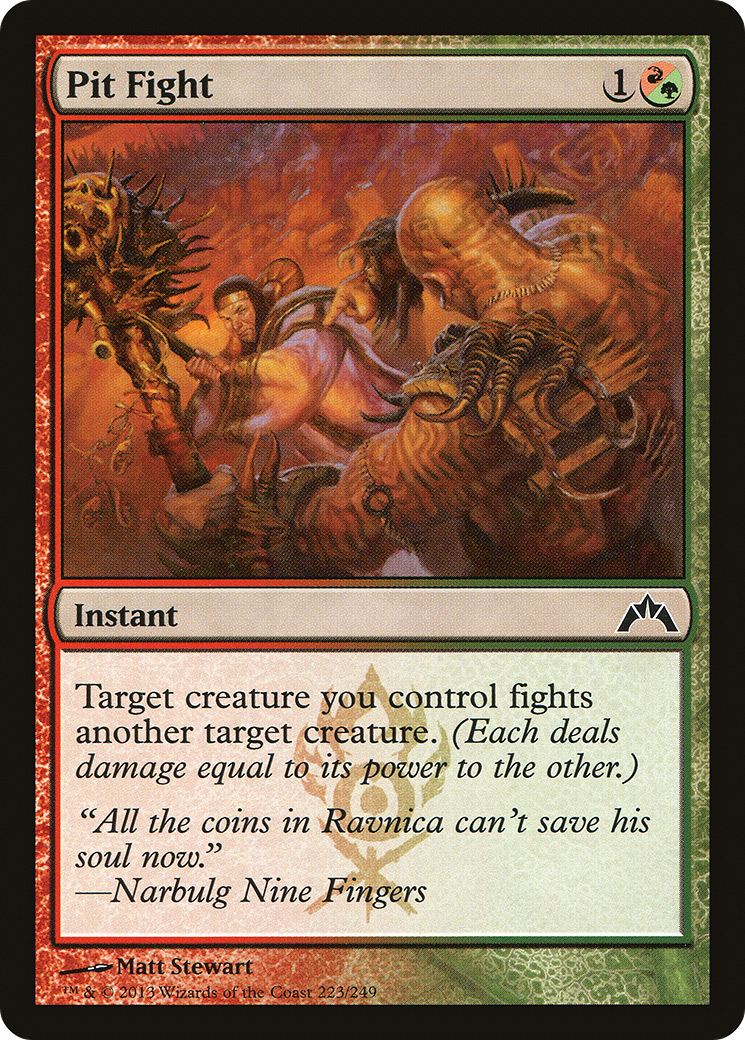 Pit Fight
1
Instant
Target creature you control fights
another target creature. (Each deals
damage equal to its power to the other.)
“All the coins in Ravnica can’t save his
soul now.”
—Narbulg Nine Fingers
Matt Stewart
™ & © 2013 Wizards of the Coast 223/249